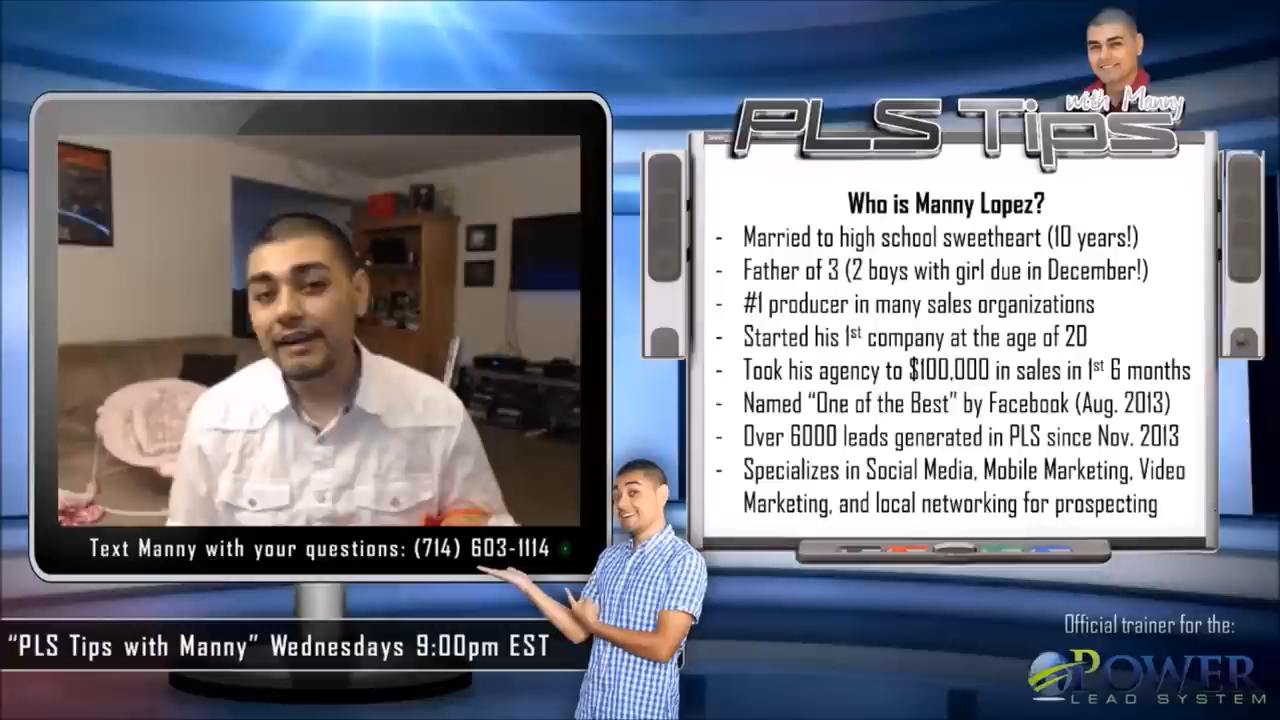 PLS Tips
with Manny
Who is Manny Lopez?
- Married to high school sweetheart (10 years!)
- Father of 3 (2 boys with girl due in December!)
- #1 producer in many sales organizations
- Started his 1st company at the age of 20
- Took his agency to $100,000 in sales in 1st 6 months
- Named “One of the Best” by Facebook (Aug. 2013)
- Over 6000 leads generated in PLS since Nov. 2013
- Specializes in Social Media, Mobile Marketing, Video
Marketing, and local networking for prospecting
Text Manny with your questions: (714) 603-1114
“PLS Tips with Manny” Wednesdays 9:00pm EST
Official trainer for the:
POWER
LEAD SYSTEM